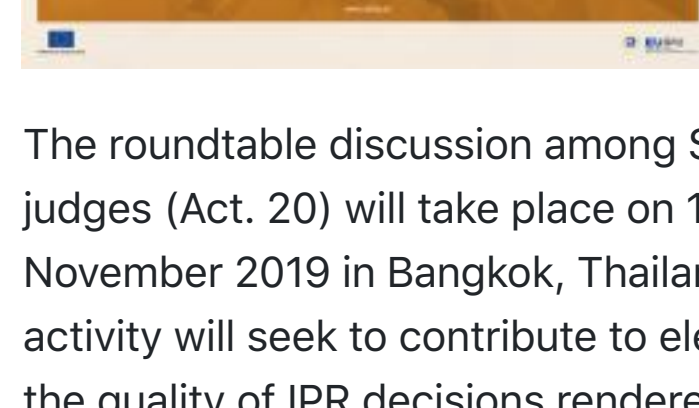 The roundtable discussion among
judges (Act. 20) will take place on 1
November 2019 in Bangkok, Thailan
activity will seek to contribute to ele
the quality of IPR decisions rendere